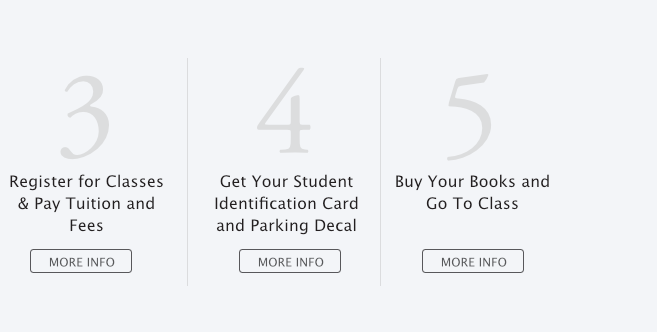 3
Register for Classes
& Pay Tuition and
Fees
MORE INFO
4
Get Your Student
Identification Card
and Parking Decal
MORE INFO
5
Buy Your Books and
Go To Class
MORE INFO